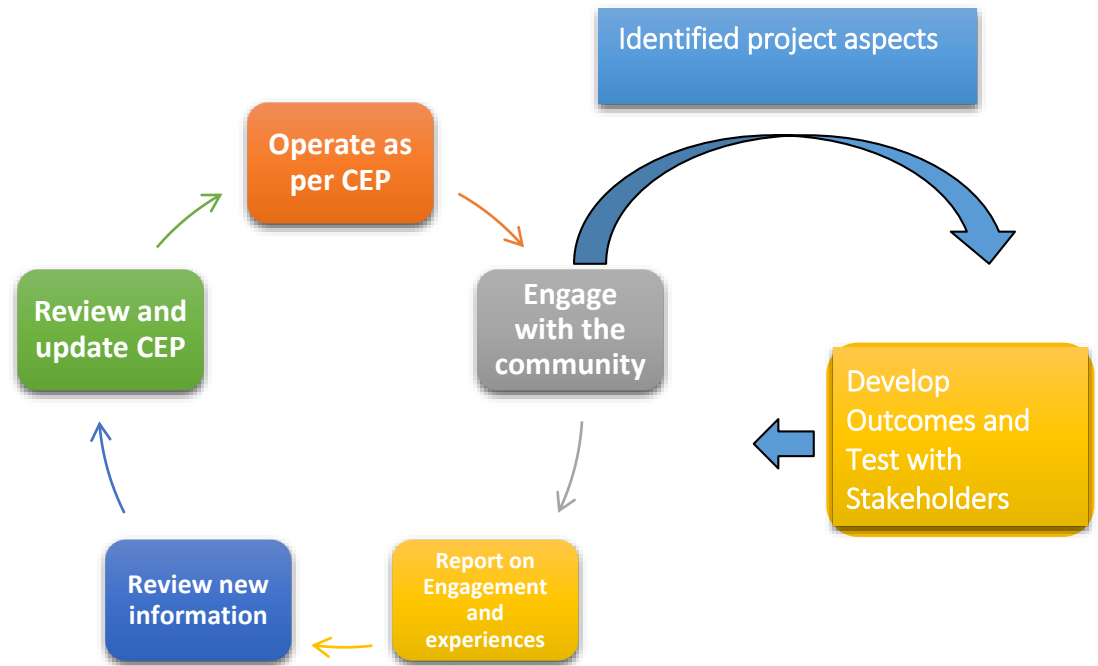 Identified project aspects
Operate as
per CEP
Engage
with the
community
Review and
update CEP
Develop
Outcomes and
Test with
Stakeholders
Report on
Engagement
and
experiences
Review new
information